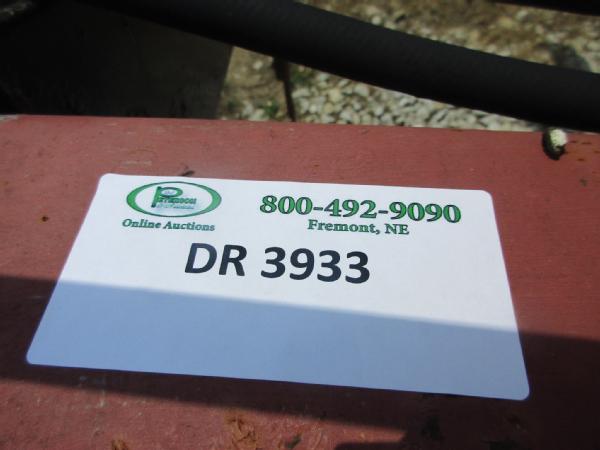 Online Auctions
800-492-9090
Fremont, NE
DR 3933